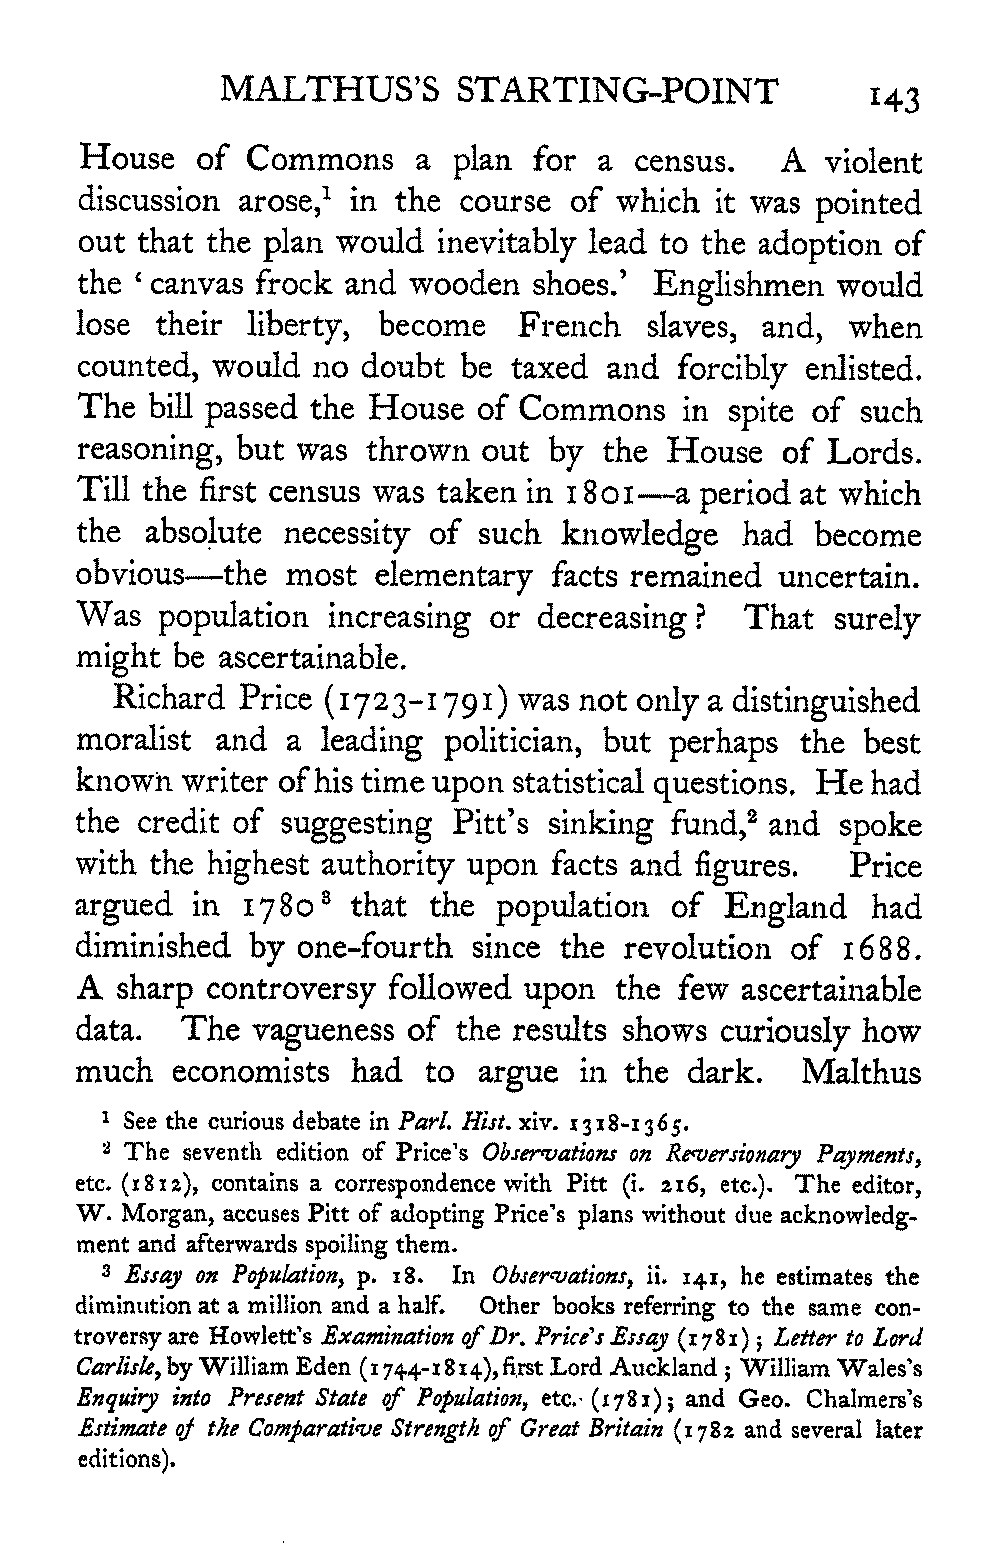 MALTHUS'S STARTING-POINT 143
House of Commons a plan for a census. A violent
discussion arose,¹ in the course of which it was pointed
out that the plan would inevitably lead to the adoption of
the ‘ canvas frock and wooden shoes.’ Englishmen would
lose their liberty, become French slaves, and, when
counted, would no doubt be taxed and forcibly enlisted.
The bill passed the House of Commons in spite of such
reasoning, but was thrown out by the House of Lords.
Till the first census was taken in 1801—a period at which
the absolute necessity of such knowledge had become
obvious—the most elementary facts remained uncertain.
Was population increasing or decreasing? That surely
might be ascertainable.
Richard Price (1723-1791) was not only a distinguished
moralist and a leading politician, but perhaps the best
known writer of his time upon statistical questions. He had
the credit of suggesting Pitt's sinking fund,² and spoke
with the highest authority upon facts and figures. Price
argued in 1780³ that the population of England had
diminished by one-fourth since the revolution of 1688.
A sharp controversy followed upon the few ascertainable
data. The vagueness of the results shows curiously how
much economists had to argue in the dark. Malthus
¹ See the curious debate in Parl. Hist. xiv. 1318-1365.
² The seventh edition of Price's Observations on Reversionary Payments,
etc. (1812), contains a correspondence with Pitt (i. 216, etc.). The editor,
W. Morgan, accuses Pitt of adopting Price's plans without due acknowledg-
ment and afterwards spoiling them.
³ Essay on Population, p. 18. In Observations, ii. 141, he estimates the
diminution at a million and a half. Other books referring to the same con-
troversy are Howlett's Examination of Dr. Price's Essay (1781); Letter to Lord
Carlisle, by William Eden (1744-1814), first Lord Auckland; William Wales's
Enquiry into Present State of Population, etc. (1781); and Geo. Chalmers's
Estimate of the Comparative Strength of Great Britain (1782 and several later
editions).